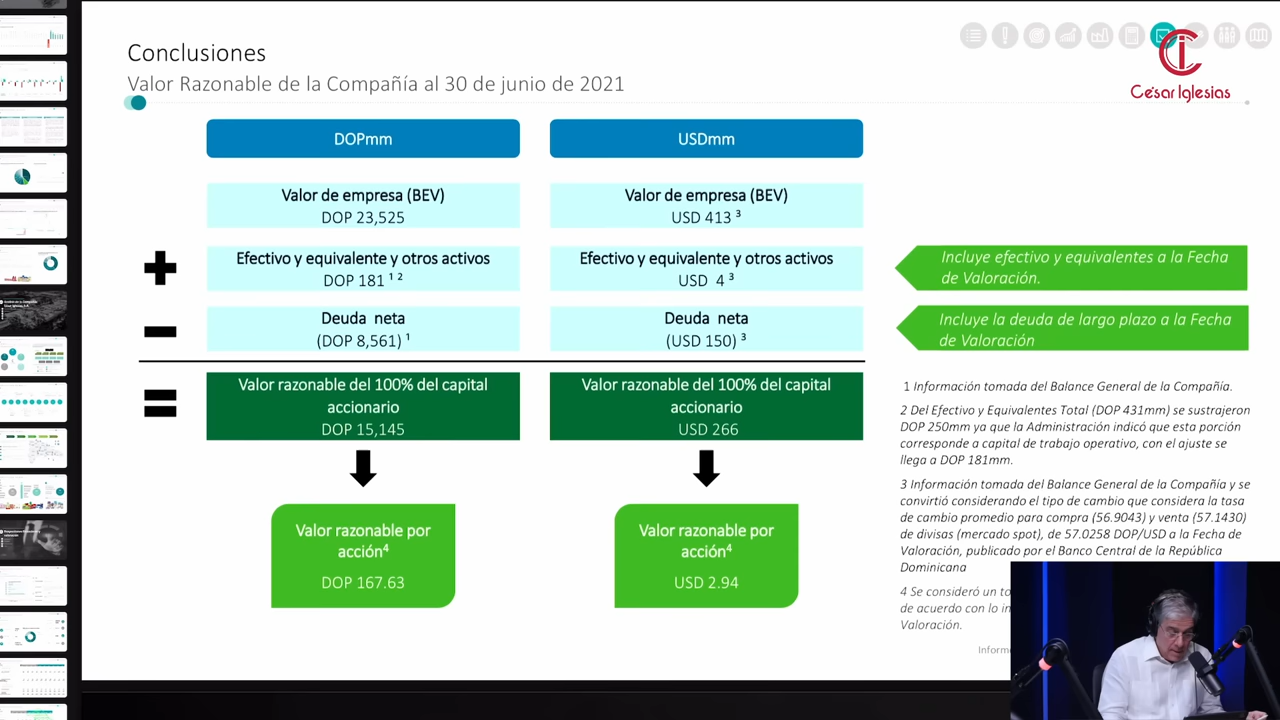 Conclusiones
Valor Razonable de la Compañía al 30 de junio de 2021
César Iglesias
DOPmm
USDmm
Valor de empresa (BEV)
DOP 23,525
Valor de empresa (BEV)
USD 413 ³
Efectivo y equivalente y otros activos
DOP 181 ¹ ²
Efectivo y equivalente y otros activos
USD 4 ³
Incluye efectivo y equivalentes a la Fecha
de Valoración.
Deuda neta
(DOP 8,561) ¹
Deuda neta
(USD 150) ³
Incluye la deuda de largo plazo a la Fecha
de Valoración
Valor razonable del 100% del capital
accionario
DOP 15,145
Valor razonable del 100% del capital
accionario
USD 266
Valor razonable por
acción⁴
DOP 167.63
Valor razonable por
acción⁴
USD 2.94
1 Información tomada del Balance General de la Compañía.
2 Del Efectivo y Equivalentes Total (DOP 431mm) se sustrajeron
DOP 250mm ya que la Administración indicó que esta porción
corresponde a capital de trabajo operativo, con el ajuste se
llega a DOP 181mm.
3 Información tomada del Balance General de la Compañía y se
convirtió considerando el tipo de cambio que considera la tasa
de cambio promedio para compra (56.9043) y venta (57.1430)
de divisas (mercado spot), de 57.0258 DOP/USD a la Fecha de
Valoración, publicado por el Banco Central de la República
Dominicana
4 Se consideró un
de acuerdo con lo
Valoración.